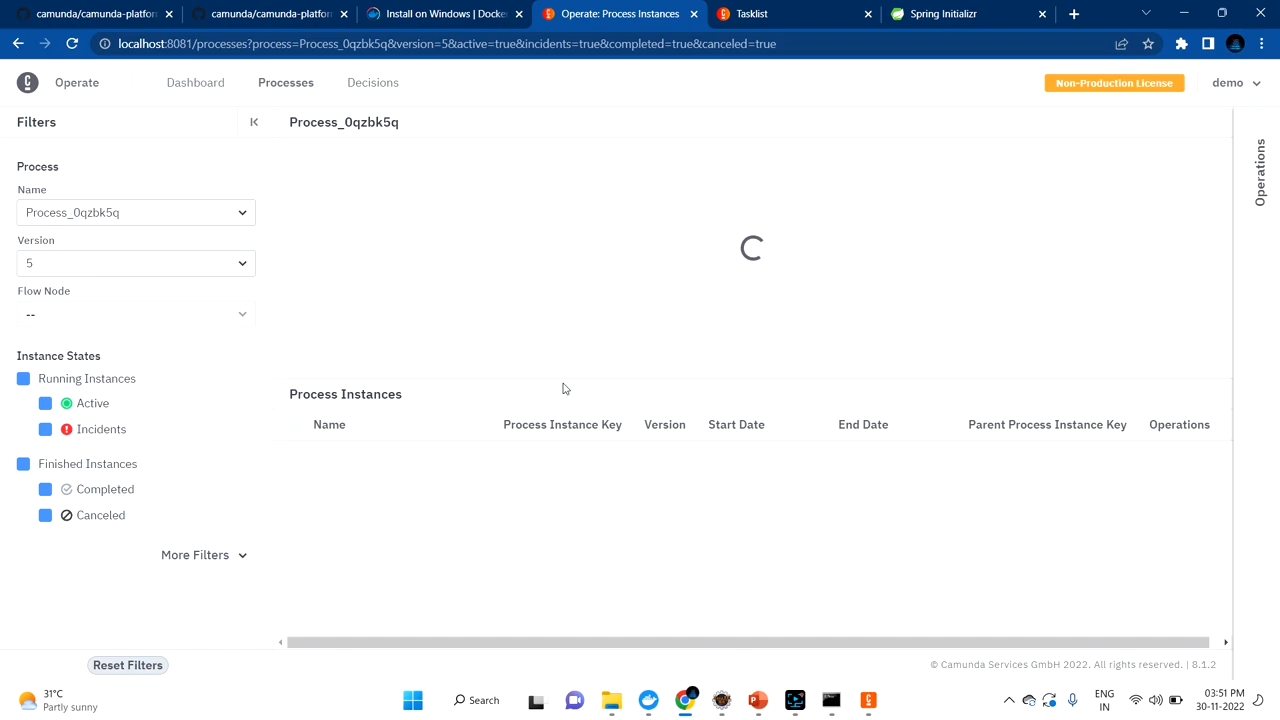 camunda/camunda-platfor
camunda/camunda-platfor
Install on Windows | Docke
Operate: Process Instances
Tasklist
Spring Initializr
localhost:8081/processes?process=Process_0qzbk5q&version=5&active=true&incidents=true&completed=true&canceled=true
Operate
Dashboard
Processes
Decisions
Non-Production License
demo
Filters
Process_0qzbk5q
Operations
Process
Name
Process_0qzbk5q
Version
5
Flow Node
--
Instance States
Running Instances
Active
Incidents
Finished Instances
Completed
Canceled
More Filters
Reset Filters
Process Instances
Name Process Instance Key Version Start Date End Date Parent Process Instance Key Operations
© Camunda Services GmbH 2022. All rights reserved. | 8.1.2
31°C
Partly sunny
Search
ENG
IN
03:51 PM
30-11-2022